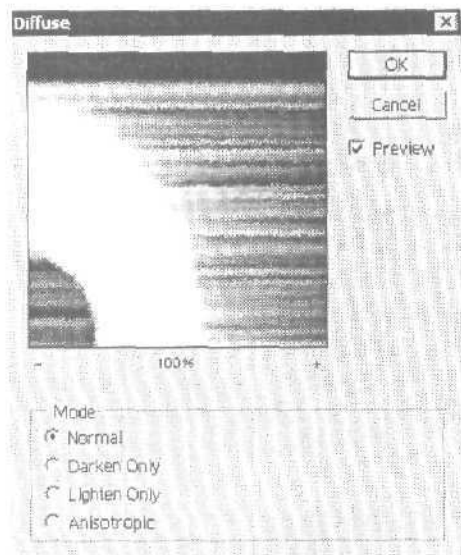 Diffuse
OK
Cancel
Preview
- 100% +
Mode
Normal
Darken Only
Lighten Only
Anisotropic